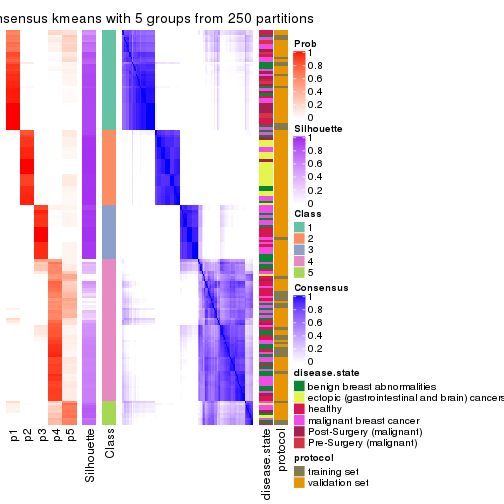 nsensus kmeans with 5 groups from 250 partitions
Prob
1
0.8
0.6
0.4
0.2
0
Silhouette
1
0.8
0.6
0.4
0.2
0
Class
1
2
3
4
5
Consensus
1
0.8
0.6
0.4
0.2
0
disease.state
benign breast abnormalities
ectopic (gastrointestinal and brain) cancers
healthy
malignant breast cancer
Post-Surgery (malignant)
Pre-Surgery (malignant)
protocol
training set
validation set
p1
p2
p3
p4
p5
Silhouette
Class
disease.state
protocol